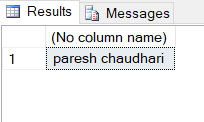 Results Messages
(No column name)
1 paresh chaudhari